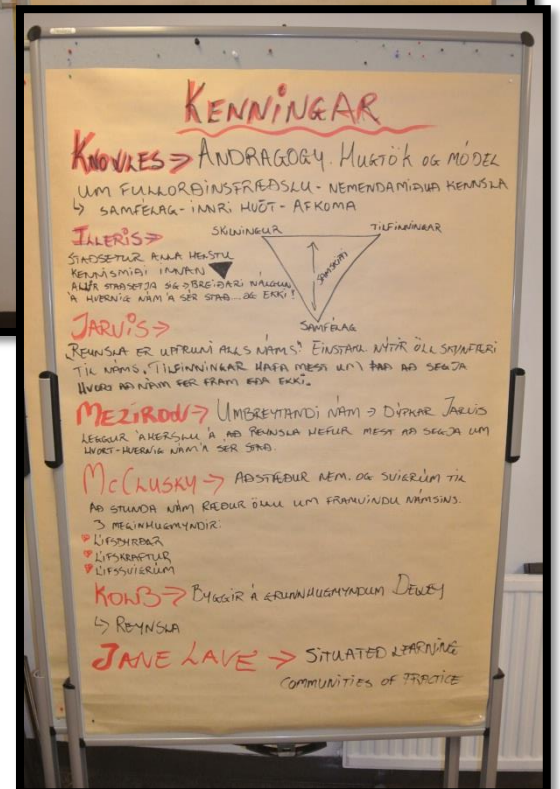 KENNINGAR
KNOWLES → ANDRAGOGY. HUGTÖK OG MÓDEL
UM FULLORÐINSFRÆÐSLU - NEMENDAMIÐUÐ KENNSLA
↳ SAMFÉLAG - INNRI HVÖT - AFKOMA
ILLERIS →
SKILNINGUR TILFINNINGAR
STAÐSETUR ALLA HELSTU
KENNISMIÐI INNAN ▼
ALLIR STAÐSETJA SIG → BREIÐARI NÁLGUN
Á HVERNIG NÁM Á SÉR STAÐ... OG EKKI!
SAMSKIPTI
SAMFÉLAG
JARVIS →
REYNSLA ER UPPRUNI ALLS NÁMS! EINSTAKL NÝTIR ÖLL SKYNFÆRI
TIL NÁMS. TILFINNINGAR HAFA MEST UM ÞAÐ AÐ SEGJA
HVORT AÐ NÁM FER FRAM EÐA EKKI.
MEZIROW → UMBREYTANDI NÁM → DÝPKAR JARVIS
LEGGUR ÁHERSLU Á AÐ REYNSLA HEFUR MEST AÐ SEGJA UM
HVORT-HVERNIG NÁM Á SÉR STAÐ.
McCLUSKY → AÐSTÆÐUR NEM. OG SVIGRÚM TIL
AÐ STUNDA NÁM RÆÐUR ÖLLU UM FRAMVINDU NÁMSINS.
3 MEGINHUGMYNDIR:
LÍFSBYRÐAR
LÍFSKRAFTUR
LÍFSSVIGRÚM
KOLB → BYGGIR Á GRUNNHUGMYNDUM DEWEY
↳ REYNSLA
JANE LAVE → SITUATED LEARNING
COMMUNITIES OF PRACTICE